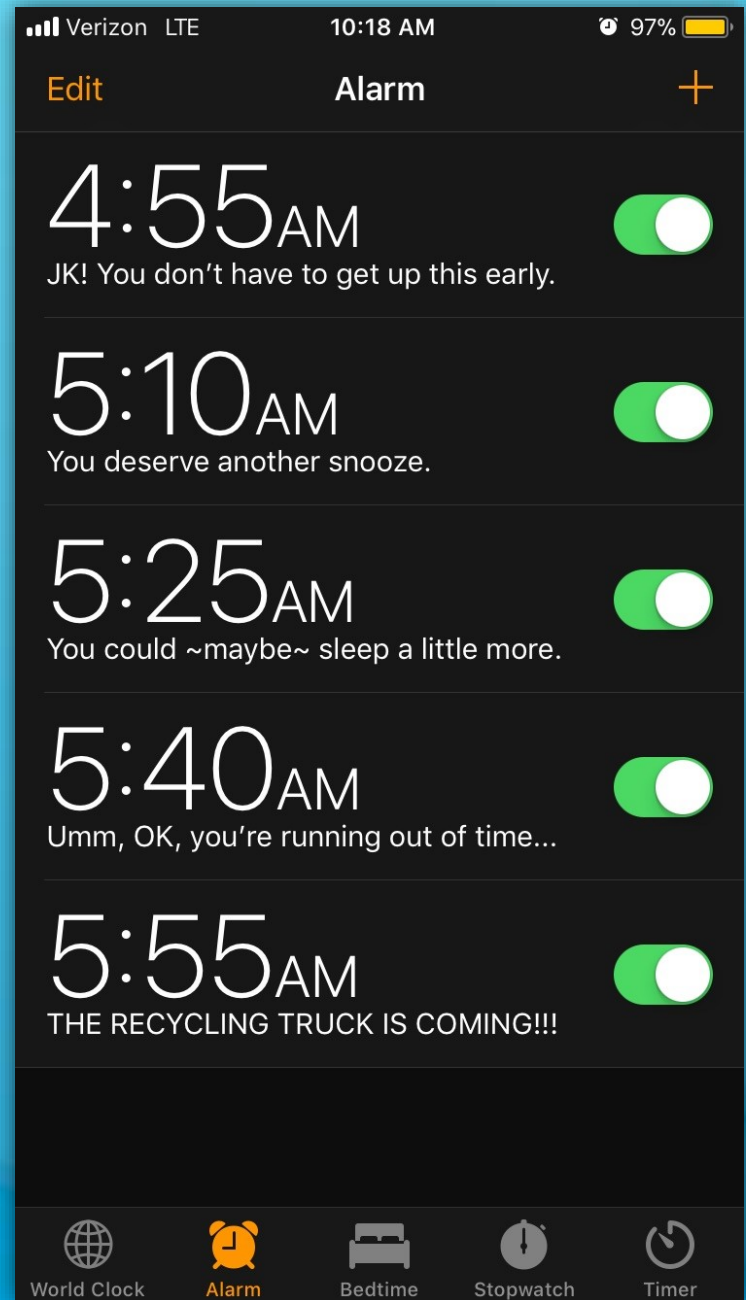 Verizon LTE 10:18 AM 97%
Edit Alarm
4:55AM
JK! You don't have to get up this early.
5:10AM
You deserve another snooze.
5:25AM
You could ~maybe~ sleep a little more.
5:40AM
Umm, OK, you're running out of time...
5:55AM
THE RECYCLING TRUCK IS COMING!!!
World Clock Alarm Bedtime Stopwatch Timer